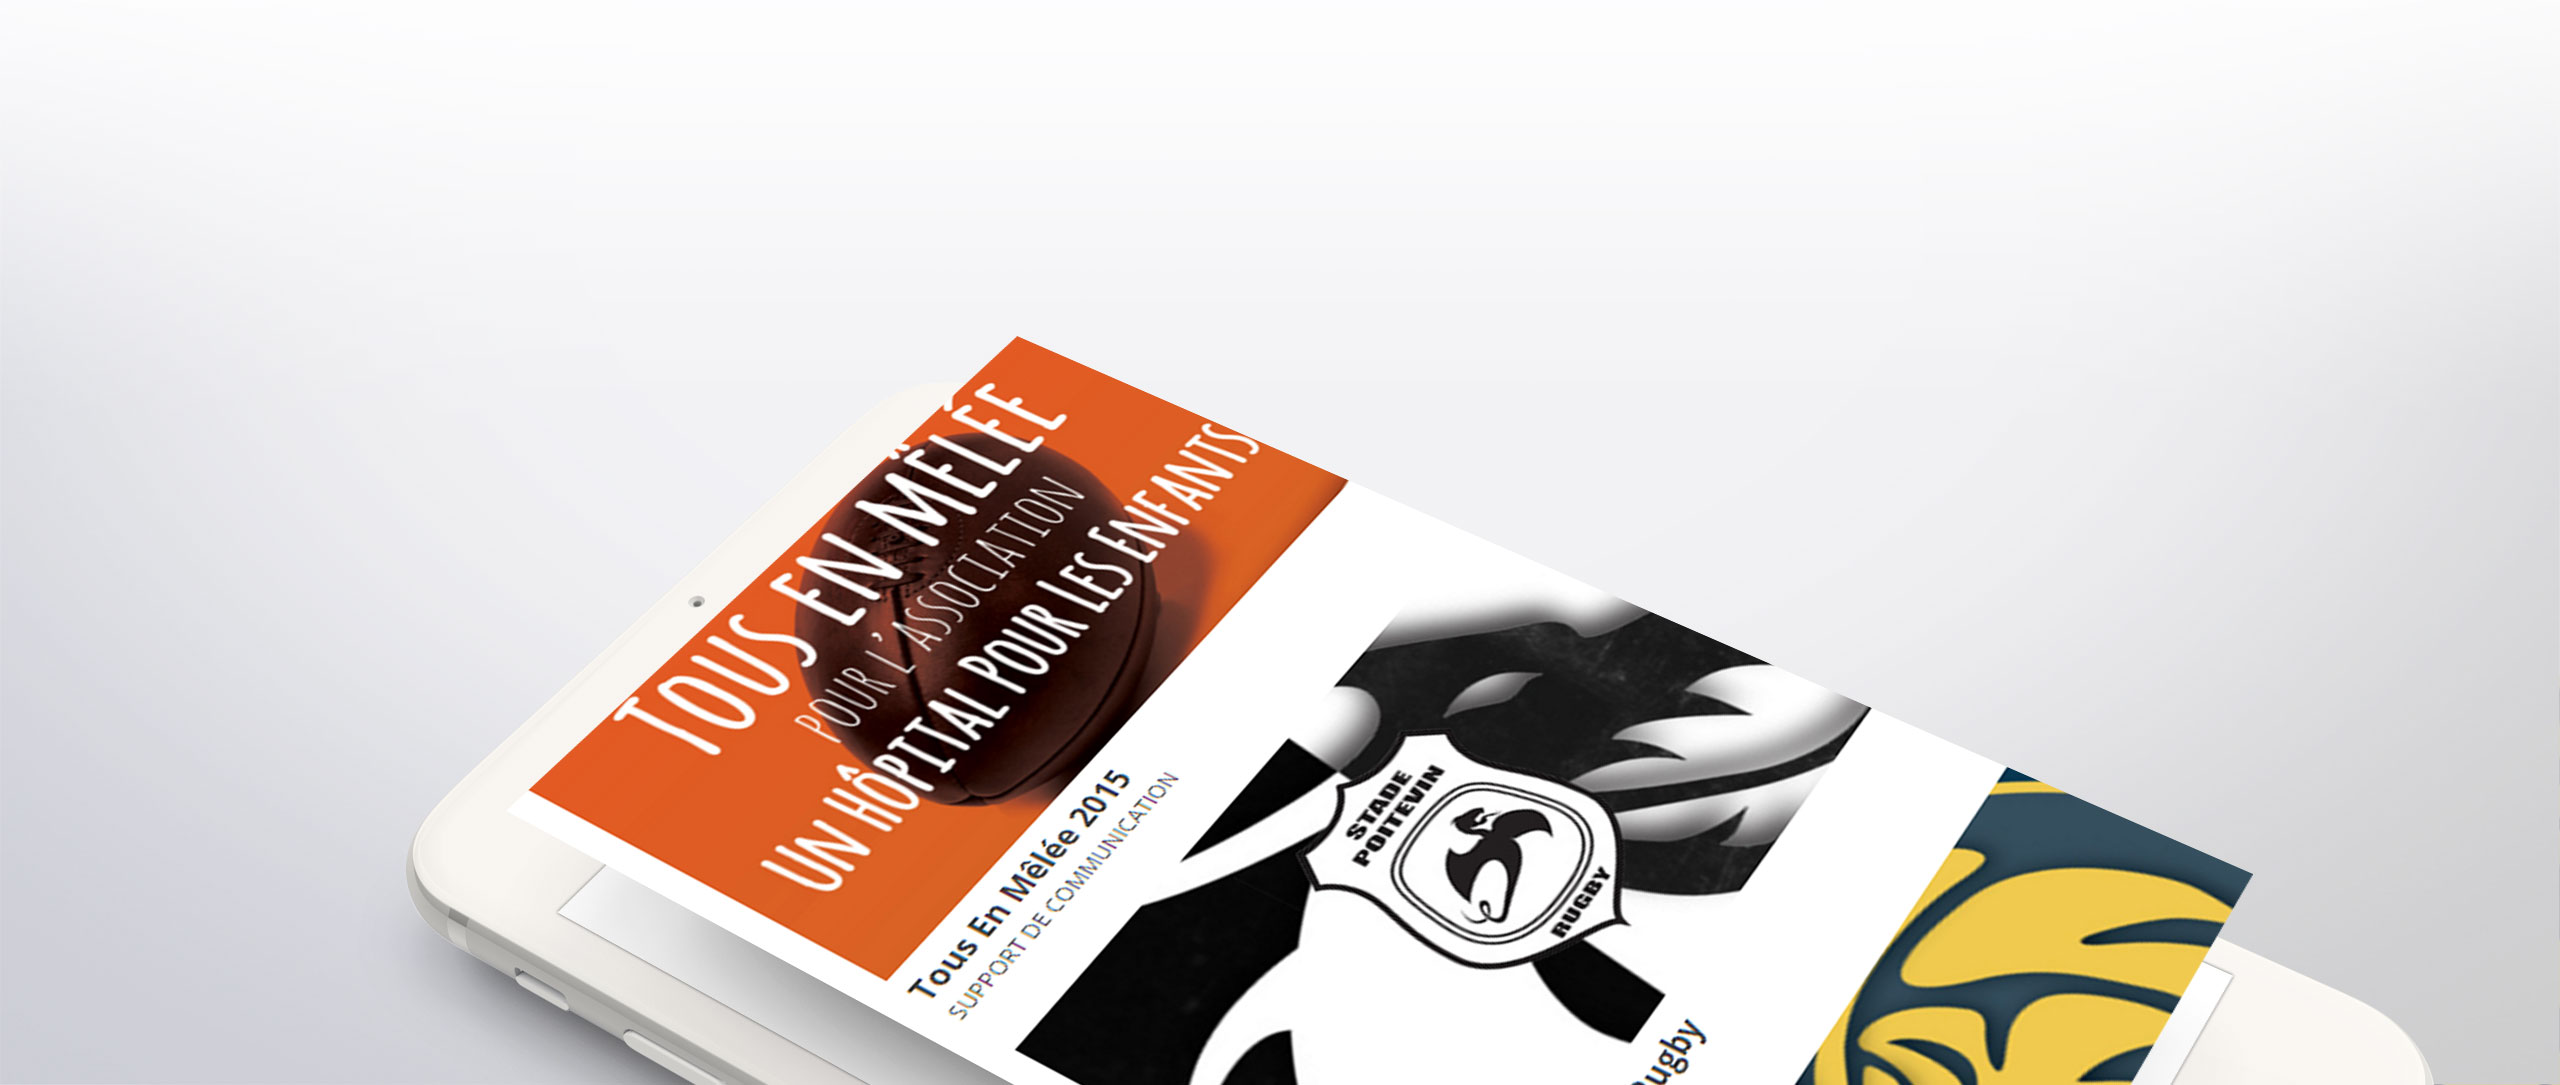 TOUS EN MÊLÉE
POUR L'ASSOCIATION
UN HÔPITAL POUR LES ENFANTS
Tous En Mêlée 2015
SUPPORT DE COMMUNICATION
STADE
POITEVIN
RUGBY
Rugby